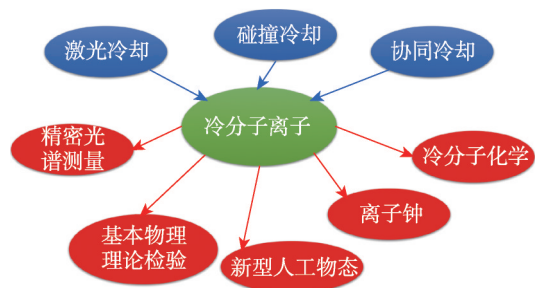 激光冷却
碰撞冷却
协同冷却
冷分子离子
精密光
谱测量
冷分子化学
基本物理
理论检验
离子钟
新型人工物态